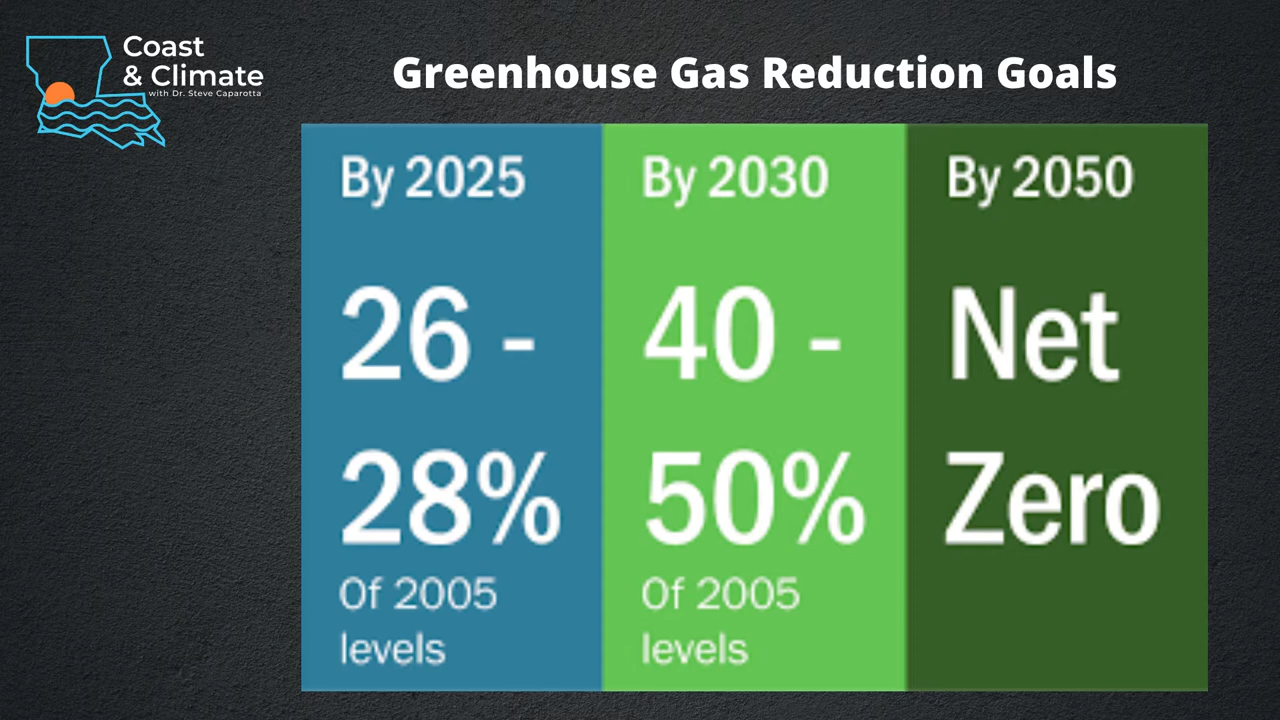 Coast
& Climate
with Dr. Steve Caparotta
Greenhouse Gas Reduction Goals
By 2025
26 -
28%
Of 2005
levels
By 2030
40 -
50%
Of 2005
levels
By 2050
Net
Zero